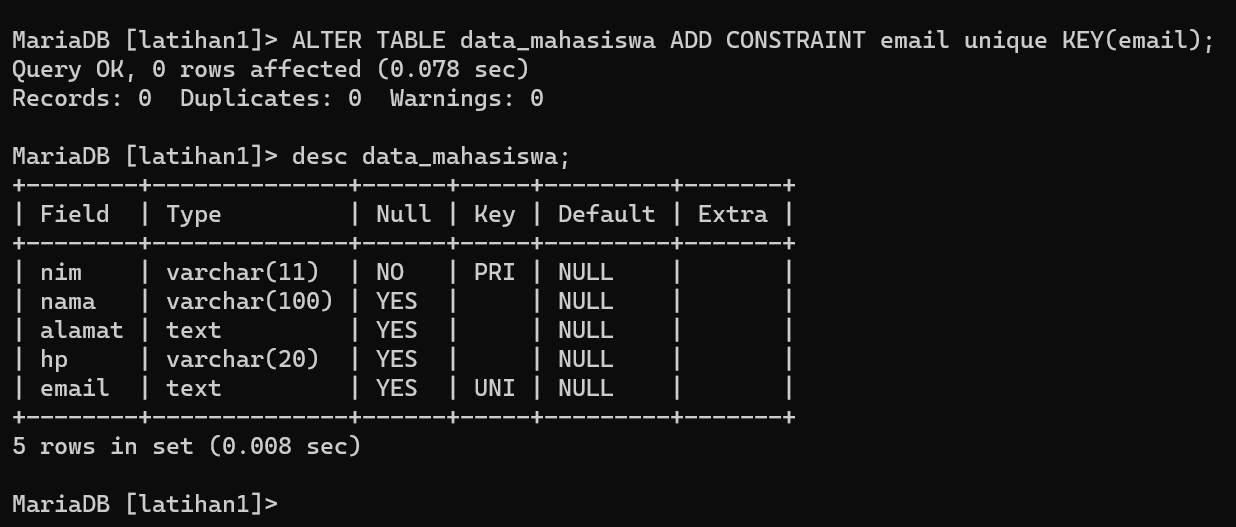 MariaDB [latihan1]> ALTER TABLE data_mahasiswa ADD CONSTRAINT email unique KEY(email);
Query OK, 0 rows affected (0.078 sec)
Records: 0  Duplicates: 0  Warnings: 0

MariaDB [latihan1]> desc data_mahasiswa;
+--------+--------------+------+-----+---------+-------+
| Field  | Type         | Null | Key | Default | Extra |
+--------+--------------+------+-----+---------+-------+
| nim    | varchar(11)  | NO   | PRI | NULL    |       |
| nama   | varchar(100) | YES  |     | NULL    |       |
| alamat | text         | YES  |     | NULL    |       |
| hp     | varchar(20)  | YES  |     | NULL    |       |
| email  | text         | YES  | UNI | NULL    |       |
+--------+--------------+------+-----+---------+-------+
5 rows in set (0.008 sec)

MariaDB [latihan1]>